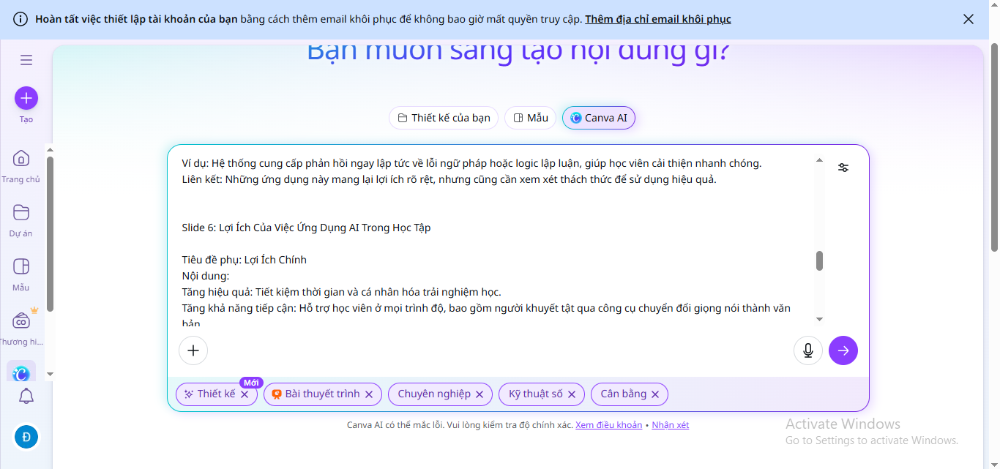 Hoàn tất việc thiết lập tài khoản của bạn bằng cách thêm email khôi phục để không bao giờ mất quyền truy cập. Thêm địa chỉ email khôi phục
Bạn muốn sáng tạo nội dung gì?
Tạo
Trang chủ
Dự án
Mẫu
Thương hi...
Đ
Thiết kế của bạn
Mẫu
Canva AI
Ví dụ: Hệ thống cung cấp phản hồi ngay lập tức về lỗi ngữ pháp hoặc logic lập luận, giúp học viên cải thiện nhanh chóng.
Liên kết: Những ứng dụng này mang lại lợi ích rõ rệt, nhưng cũng cần xem xét thách thức để sử dụng hiệu quả.
Slide 6: Lợi Ích Của Việc Ứng Dụng AI Trong Học Tập
Tiêu đề phụ: Lợi Ích Chính
Nội dung:
Tăng hiệu quả: Tiết kiệm thời gian và cá nhân hóa trải nghiệm học.
Tăng khả năng tiếp cận: Hỗ trợ học viên ở mọi trình độ, bao gồm người khuyết tật qua công cụ chuyển đổi giọng nói thành văn
bản.
Mới
Thiết kế
Bài thuyết trình
Chuyên nghiệp
Kỹ thuật số
Cân bằng
Canva AI có thể mắc lỗi. Vui lòng kiểm tra độ chính xác. Xem điều khoản • Nhận xét
Activate Windows
Go to Settings to activate Windows.